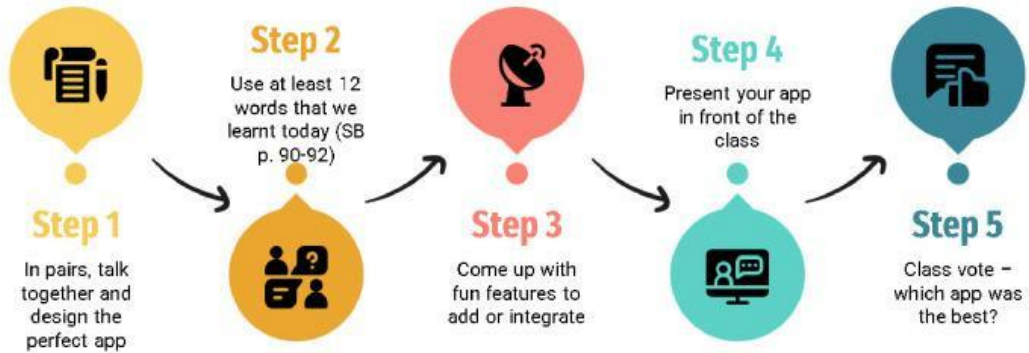 Step 1
In pairs, talk
together and
design the
perfect app
Step 2
Use at least 12
words that we
learnt today (SB
p. 90-92)
Step 3
Come up with
fun features to
add or integrate
Step 4
Present your app
in front of the
class
Step 5
Class vote –
which app was
the best?